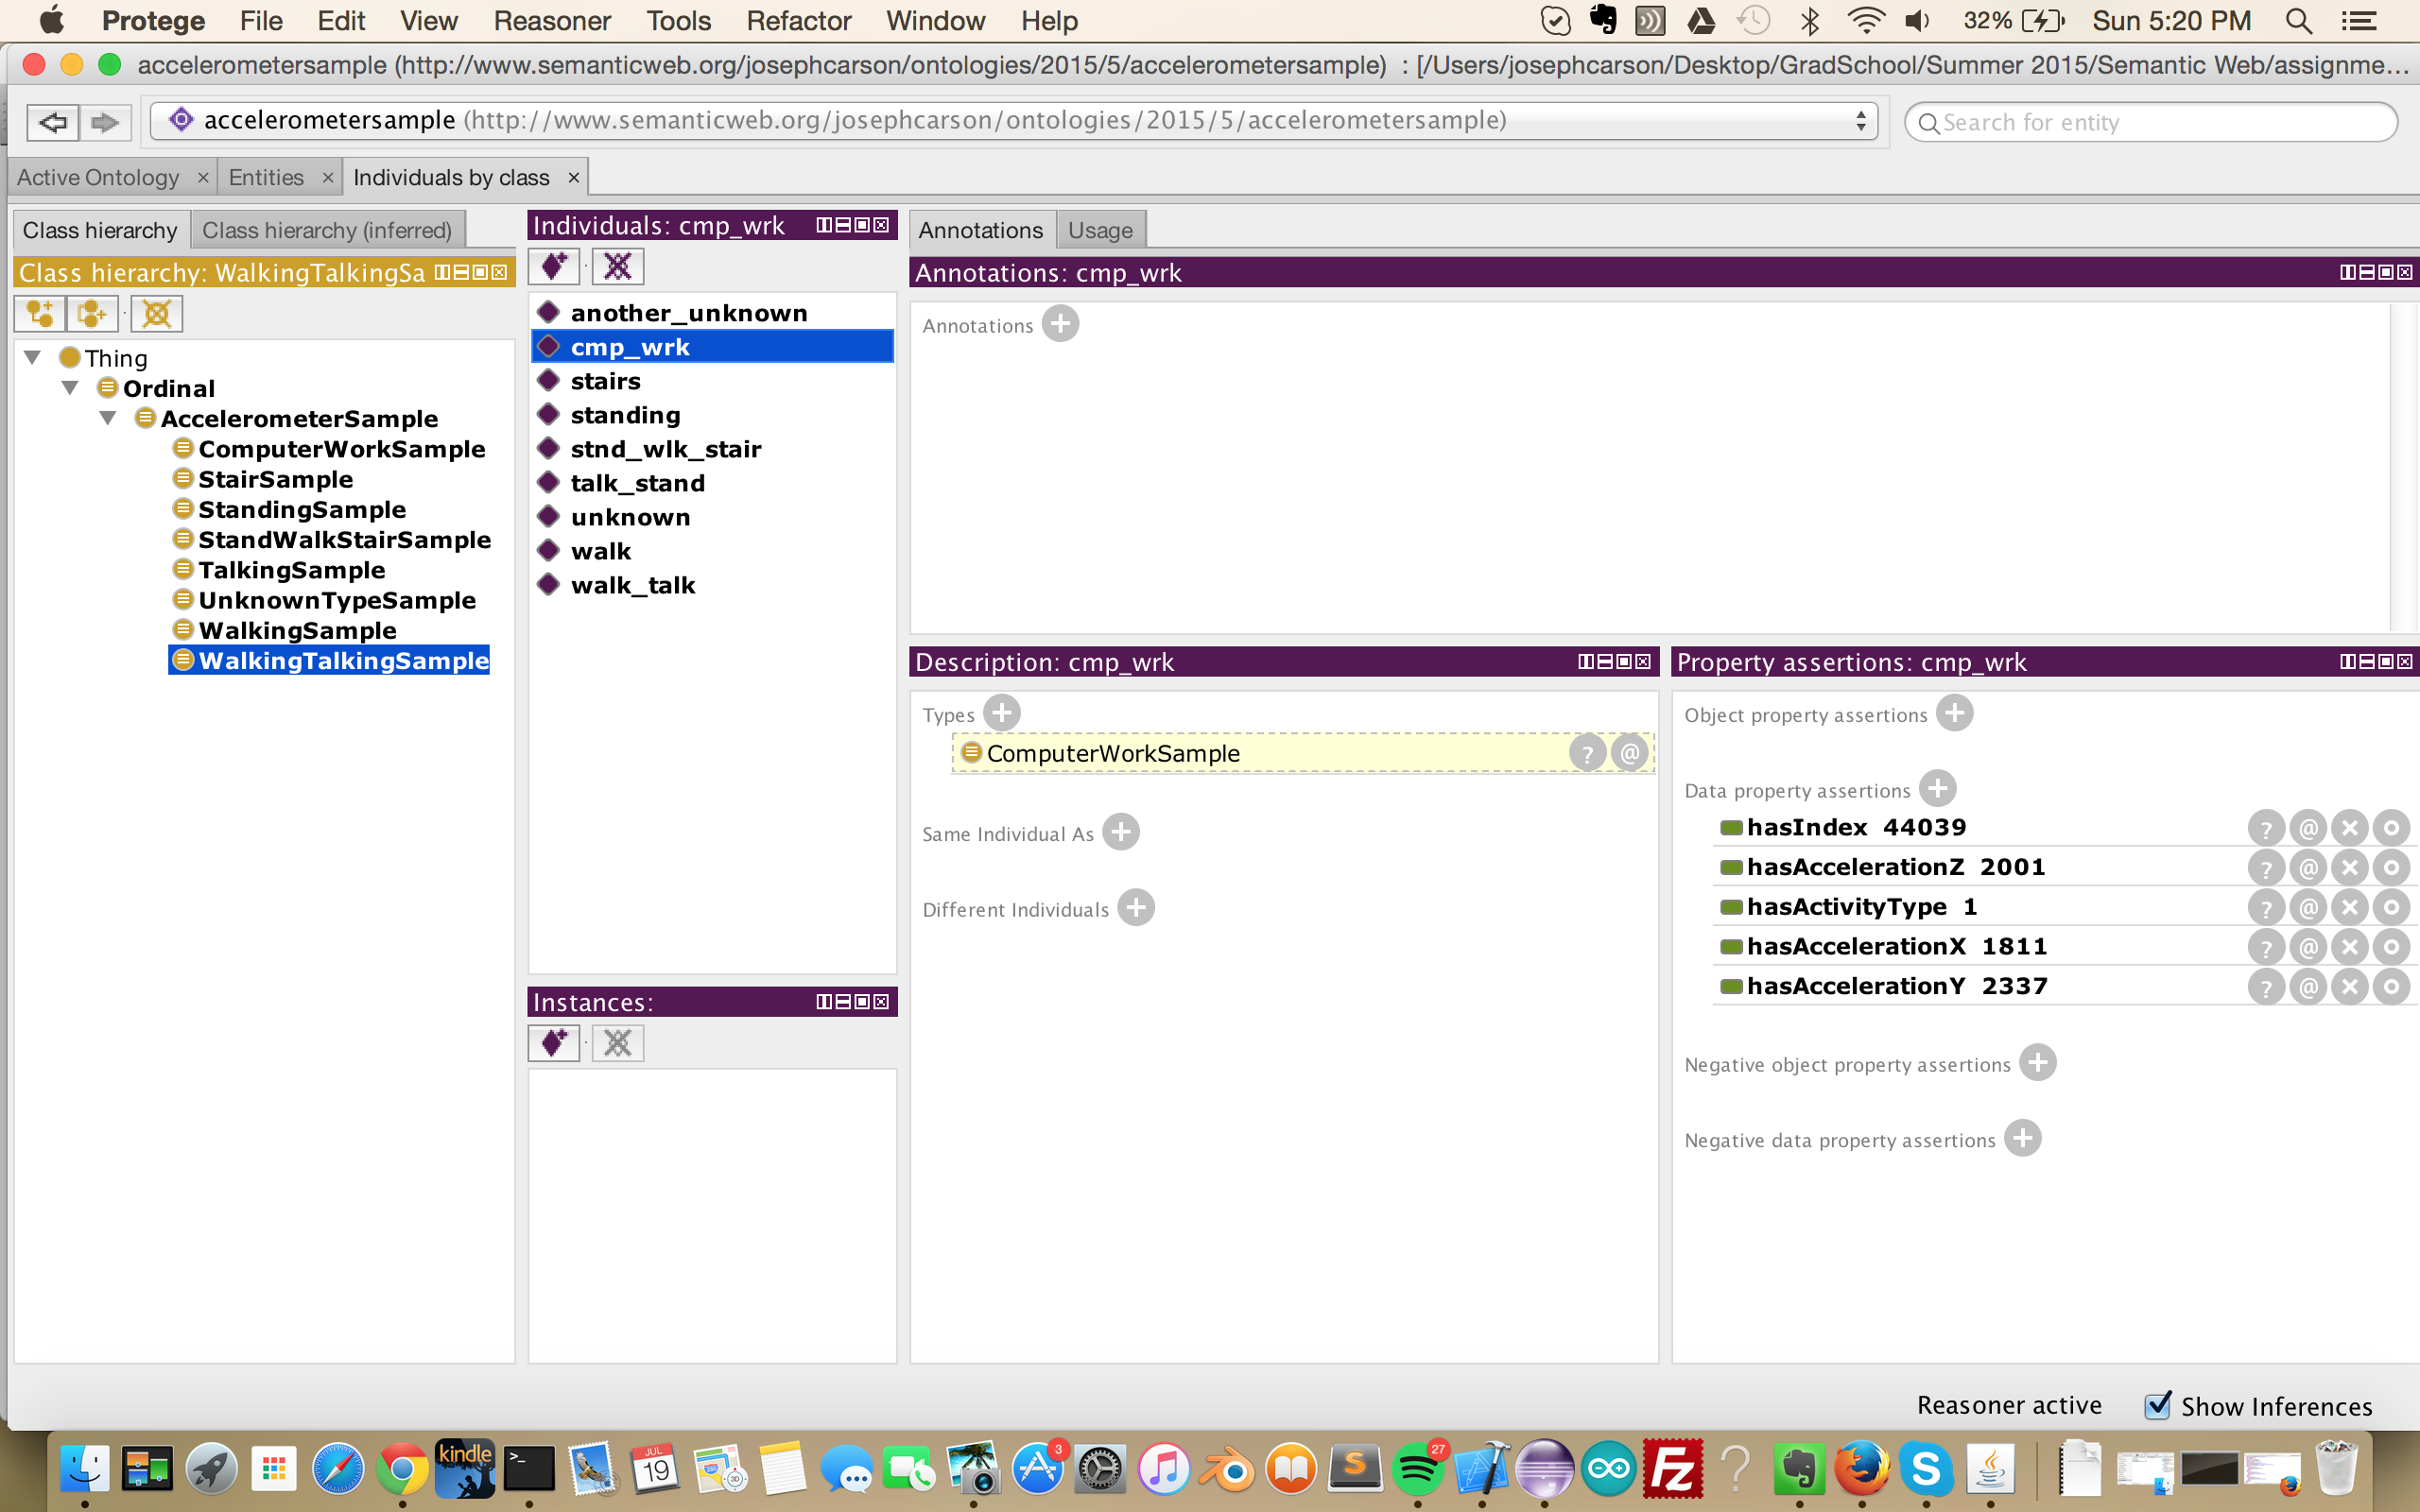 Protege File Edit View Reasoner Tools Refactor Window Help 32% Sun 5:20 PM
accelerometersample (http://www.semanticweb.org/josephcarson/ontologies/2015/5/accelerometersample) : [/Users/josephcarson/Desktop/GradSchool/Summer 2015/Semantic Web/assignme...
accelerometersample (http://www.semanticweb.org/josephcarson/ontologies/2015/5/accelerometersample)
Search for entity
Active Ontology × Entities × Individuals by class ×
Class hierarchy Class hierarchy (inferred)
Class hierarchy: WalkingTalkingSa
Thing
Ordinal
AccelerometerSample
ComputerWorkSample
StairSample
StandingSample
StandWalkStairSample
TalkingSample
UnknownTypeSample
WalkingSample
WalkingTalkingSample
Individuals: cmp_wrk
another_unknown
cmp_wrk
stairs
standing
stnd_wlk_stair
talk_stand
unknown
walk
walk_talk
Instances:
Annotations Usage
Annotations: cmp_wrk
Annotations
Description: cmp_wrk
Types
ComputerWorkSample ? @
Same Individual As
Different Individuals
Property assertions: cmp_wrk
Object property assertions
Data property assertions
hasIndex 44039 ? @
hasAccelerationZ 2001 ? @
hasActivityType 1 ? @
hasAccelerationX 1811 ? @
hasAccelerationY 2337 ? @
Negative object property assertions
Negative data property assertions
Reasoner active Show Inferences
kindle >_ JUL 19 3 S 27 Fz ? S